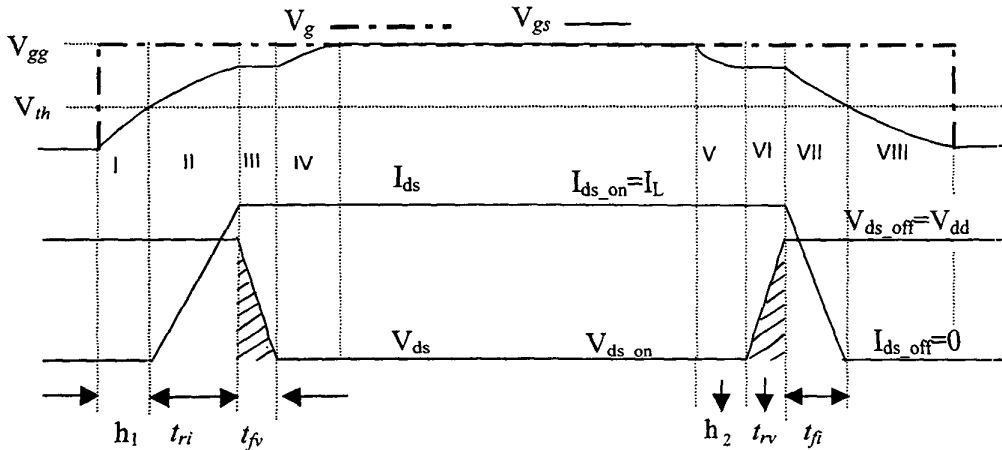 V_g V_gs
V_gg
V_th
I II III IV V VI VII VIII
I_ds I_ds_on=I_L
V_ds_off=V_dd
V_ds V_ds_on I_ds_off=0
h_1 t_ri t_fv h_2 t_rv t_fi